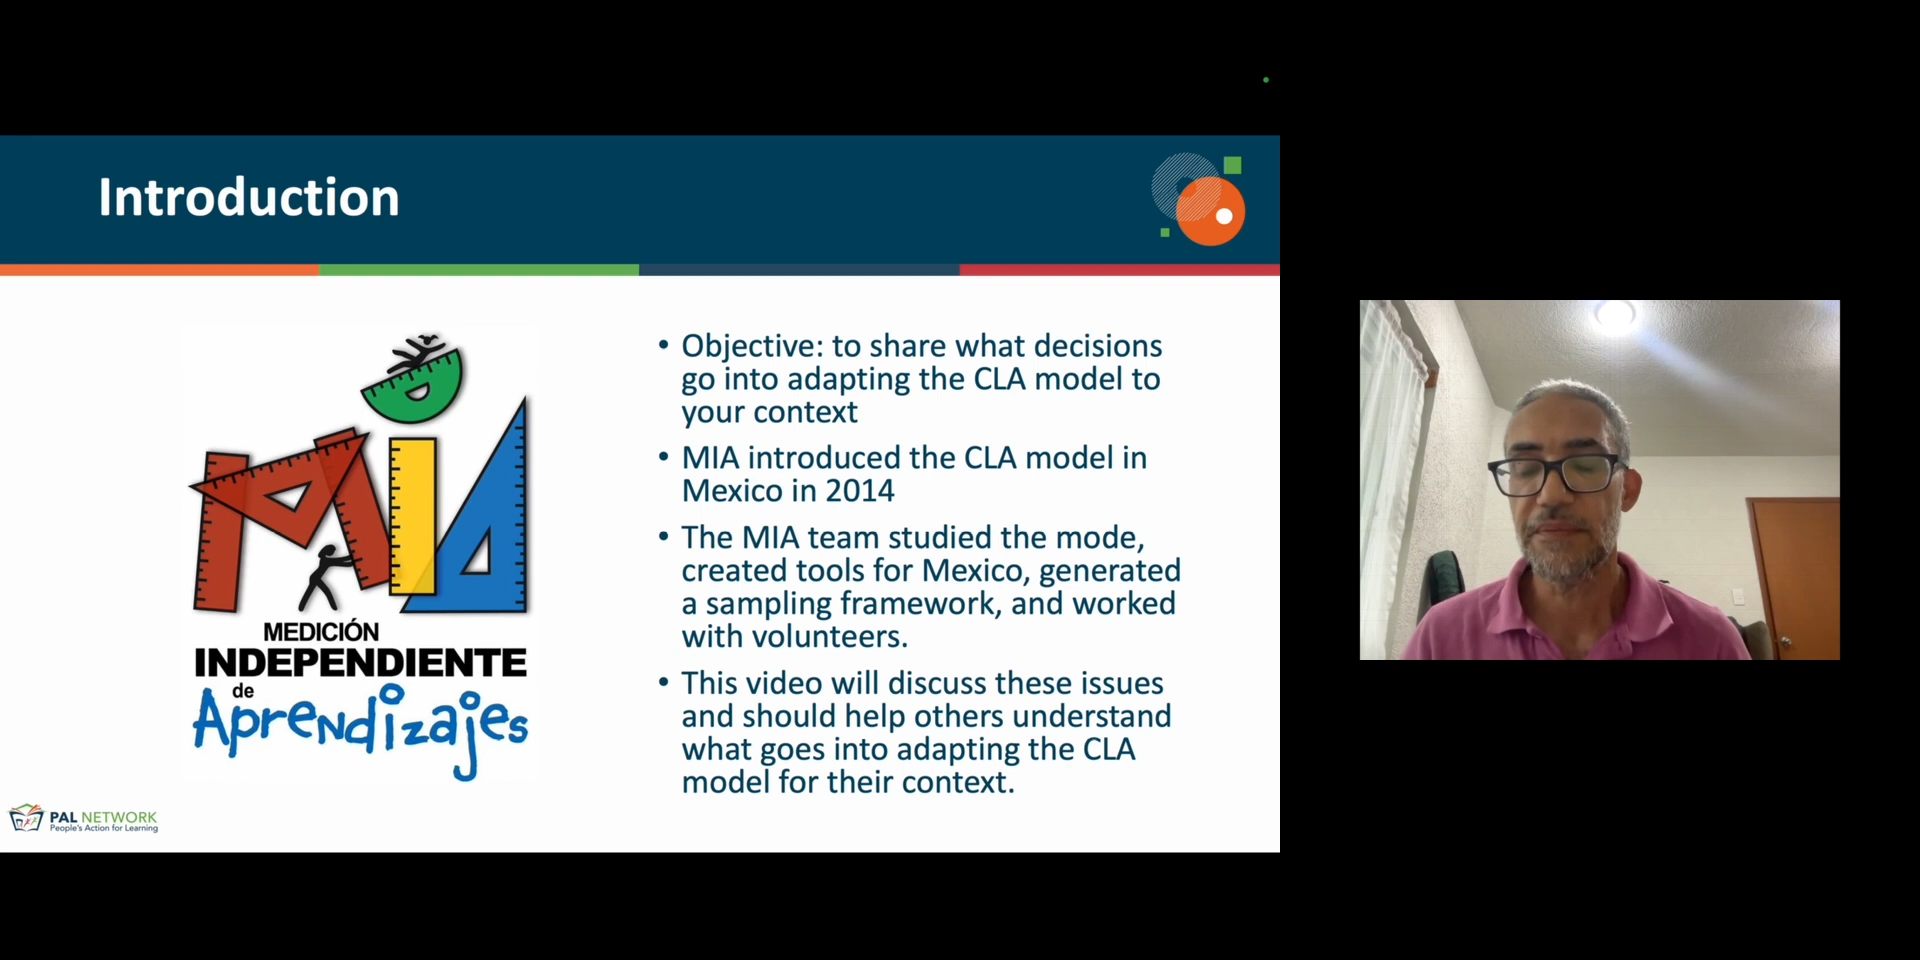 Introduction
MIA
MEDICIÓN
INDEPENDIENTE
de
Aprendizajes
• Objective: to share what decisions
go into adapting the CLA model to
your context
• MIA introduced the CLA model in
Mexico in 2014
• The MIA team studied the mode,
created tools for Mexico, generated
a sampling framework, and worked
with volunteers.
• This video will discuss these issues
and should help others understand
what goes into adapting the CLA
model for their context.
PAL NETWORK
People's Action for Learning